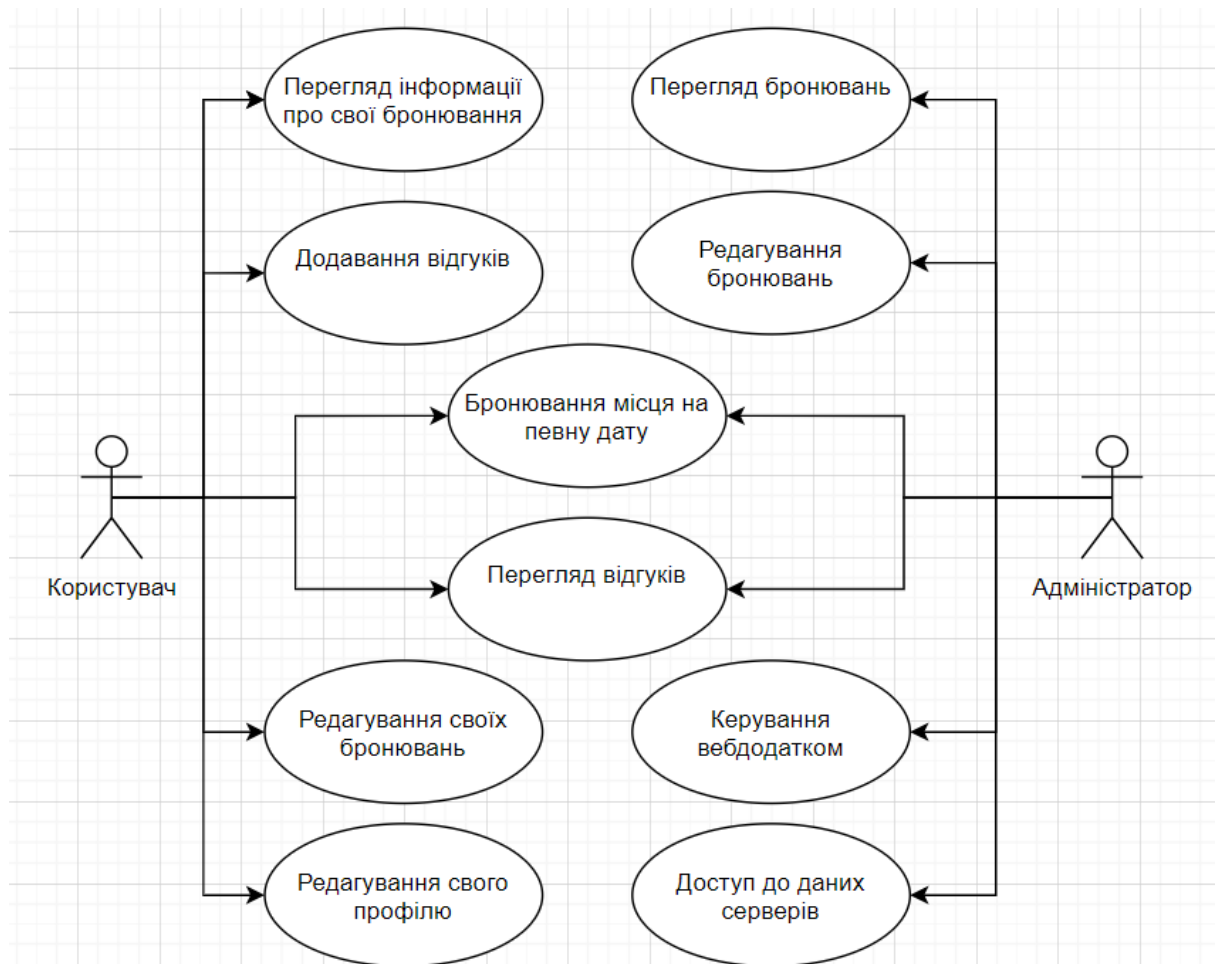 Перегляд інформації
про свої бронювання
Перегляд бронювань
Додавання відгуків
Редагування
бронювань
Бронювання місця на
певну дату
Користувач
Адміністратор
Перегляд відгуків
Редагування своїх
бронювань
Керування
вебдодатком
Редагування свого
профілю
Доступ до даних
серверів